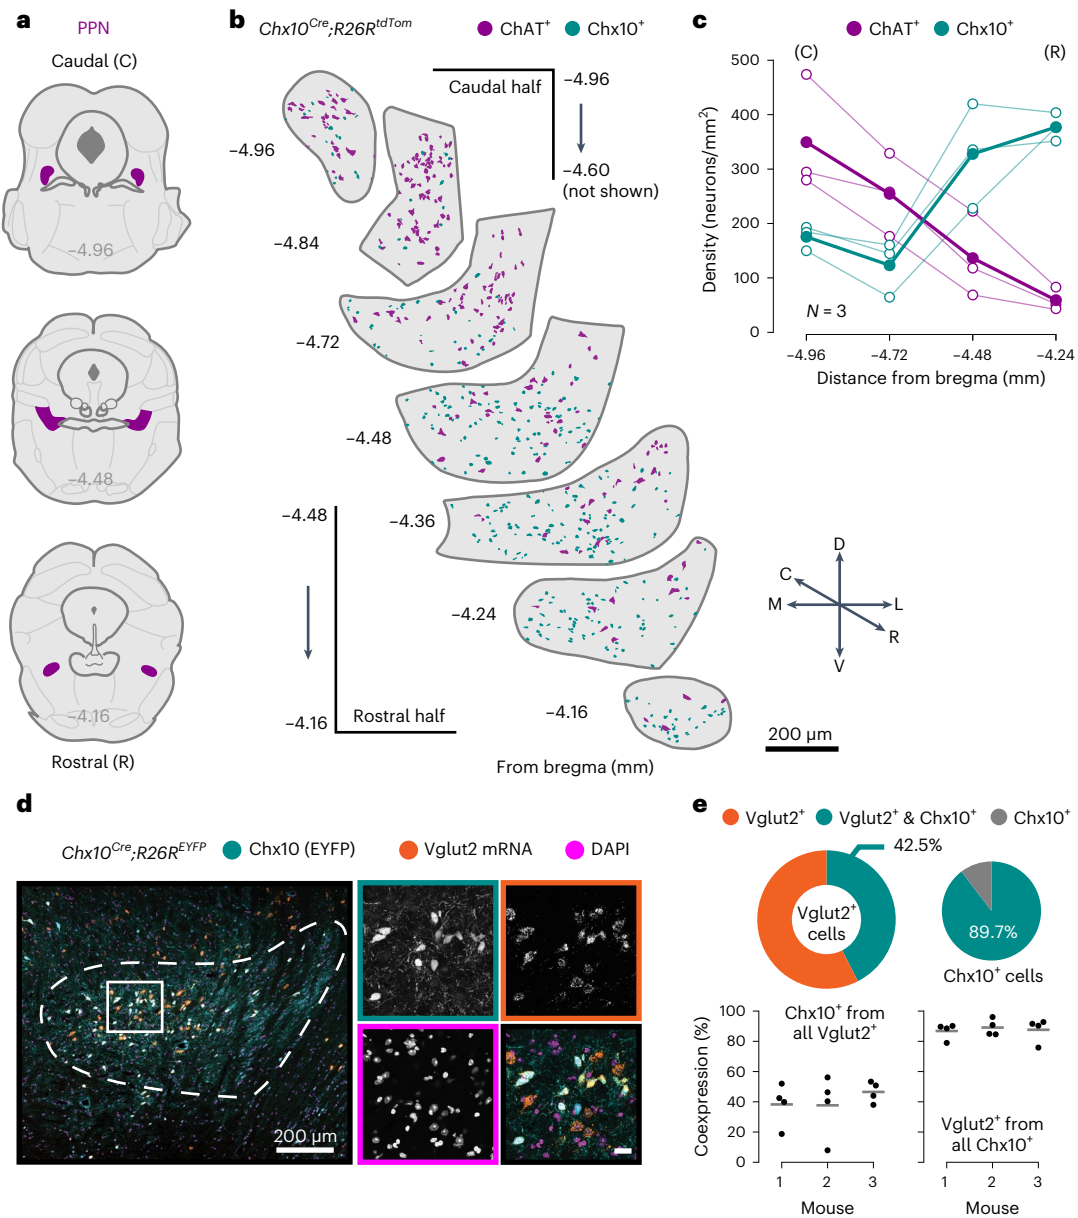 a
PPN
Caudal (C)
−4.96
−4.48
−4.16
Rostral (R)
b
Chx10Cre;R26RtdTom
ChAT+
Chx10+
Caudal half
−4.96
−4.60
(not shown)
−4.96
−4.84
−4.72
−4.48
−4.36
−4.24
−4.16
−4.48
−4.16
Rostral half
From bregma (mm)
D
C
M
L
R
V
200 µm
c
ChAT+
Chx10+
(C)
(R)
500
400
300
200
100
0
Density (neurons/mm2)
N = 3
−4.96
−4.72
−4.48
−4.24
Distance from bregma (mm)
d
Chx10Cre;R26REYFP
Chx10 (EYFP)
Vglut2 mRNA
DAPI
200 µm
e
Vglut2+
Vglut2+ & Chx10+
Chx10+
42.5%
Vglut2+
cells
89.7%
Chx10+ cells
Chx10+ from
all Vglut2+
Vglut2+ from
all Chx10+
100
80
60
40
20
0
Coexpression (%)
1
2
3
Mouse
1
2
3
Mouse